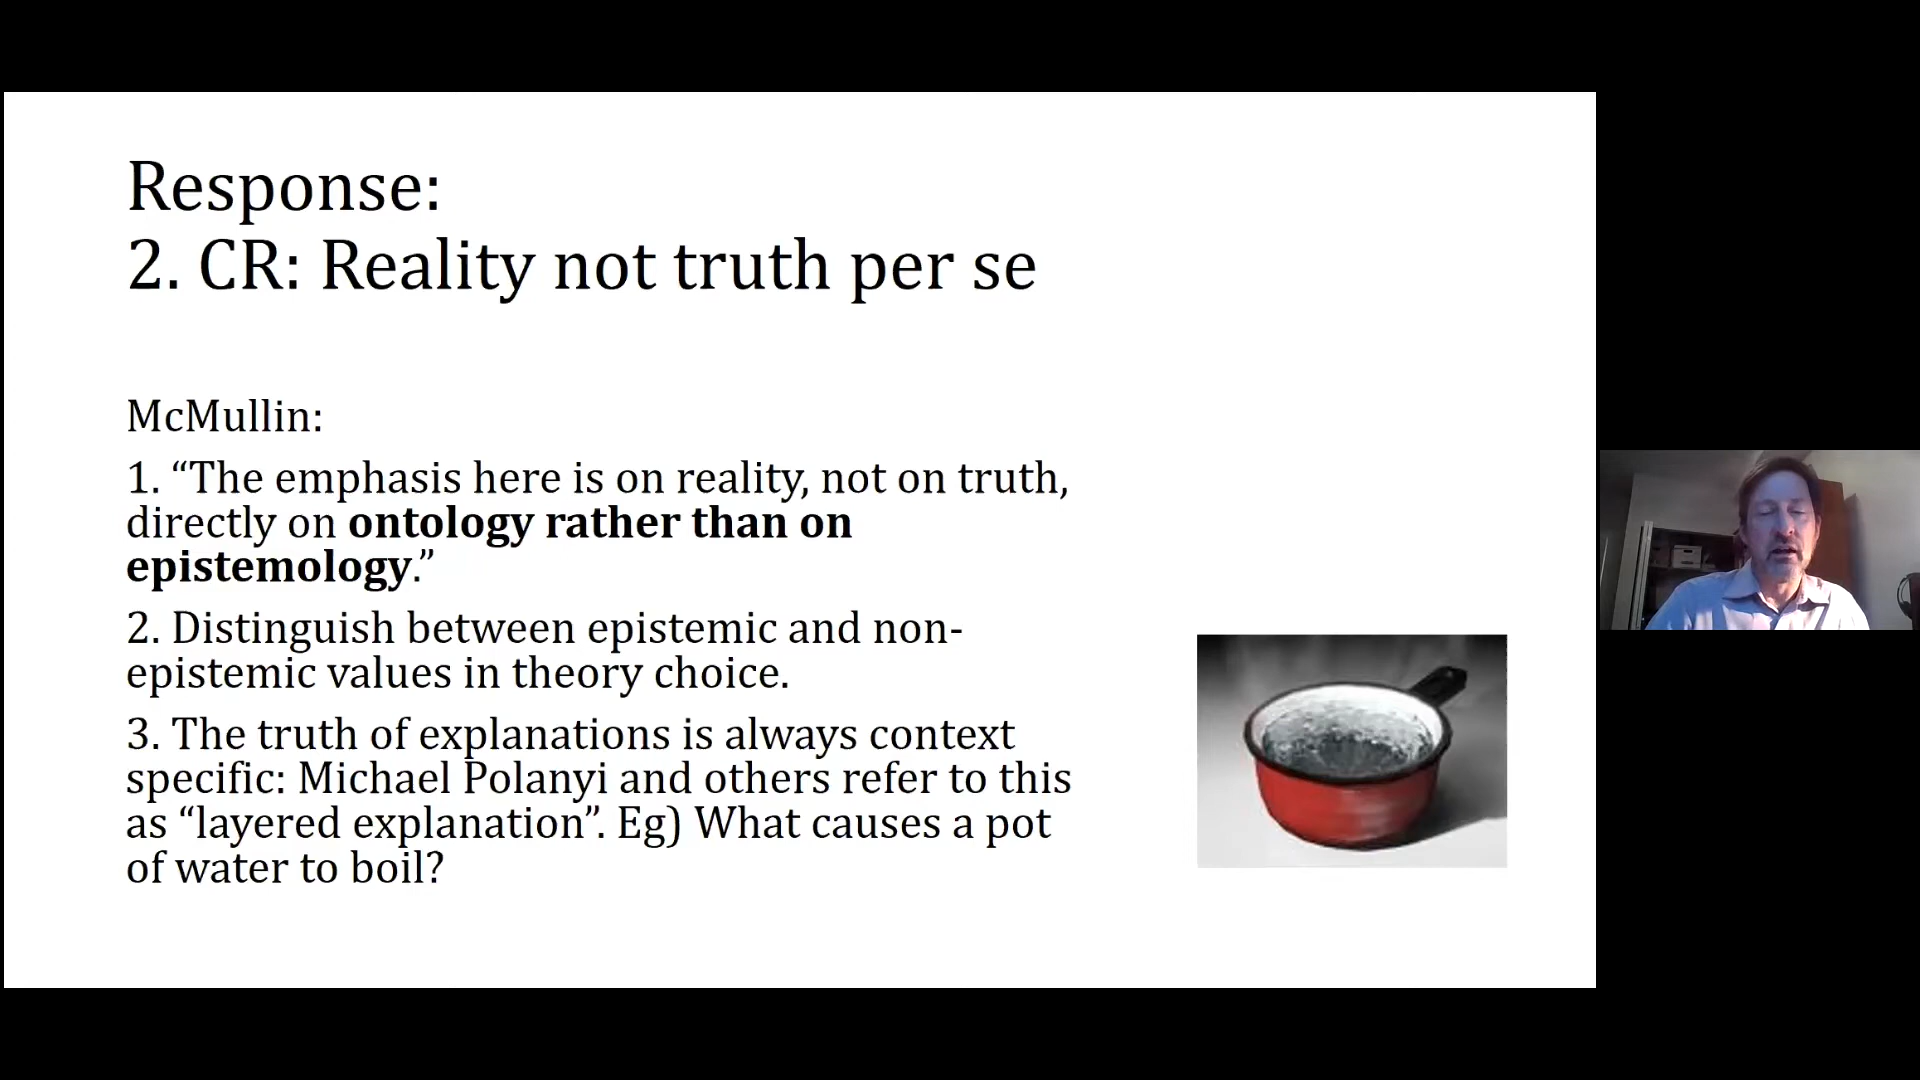 Response:
2. CR: Reality not truth per se
McMullin:
1. “The emphasis here is on reality, not on truth,
directly on ontology rather than on
epistemology.”
2. Distinguish between epistemic and non-
epistemic values in theory choice.
3. The truth of explanations is always context
specific: Michael Polanyi and others refer to this
as “layered explanation”. Eg) What causes a pot
of water to boil?